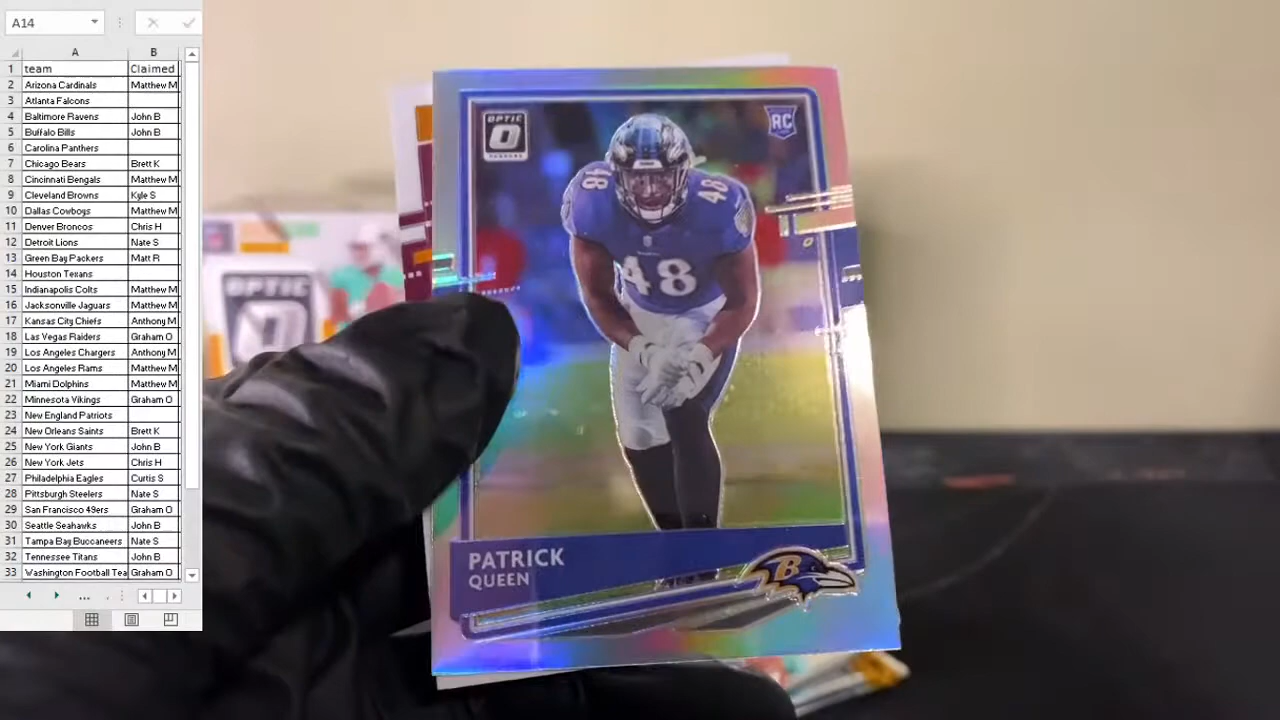 A14
A B
1 team Claimed
2 Arizona Cardinals Matthew M
3 Atlanta Falcons
4 Baltimore Ravens John B
5 Buffalo Bills John B
6 Carolina Panthers
7 Chicago Bears Brett K
8 Cincinnati Bengals Matthew M
9 Cleveland Browns Kyle S
10 Dallas Cowboys Matthew M
11 Denver Broncos Chris H
12 Detroit Lions Nate S
13 Green Bay Packers Matt R
14 Houston Texans
15 Indianapolis Colts Matthew M
16 Jacksonville Jaguars Matthew M
17 Kansas City Chiefs Anthony M
18 Las Vegas Raiders Graham O
19 Los Angeles Chargers Anthony M
20 Los Angeles Rams Matthew M
21 Miami Dolphins Matthew M
22 Minnesota Vikings Graham O
23 New England Patriots
24 New Orleans Saints Brett K
25 New York Giants John B
26 New York Jets Chris H
27 Philadelphia Eagles Curtis S
28 Pittsburgh Steelers Nate S
29 San Francisco 49ers Graham O
30 Seattle Seahawks John B
31 Tampa Bay Buccaneers Nate S
32 Tennessee Titans John B
33 Washington Football Tea Graham O
...
OPTIC
O
OPTIC
RC
48
48
48
PATRICK
QUEEN
B